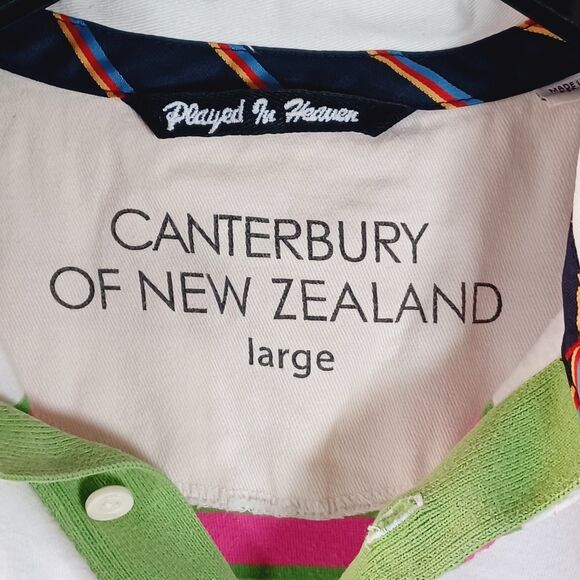 Played In Heaven
CANTERBURY
OF NEW ZEALAND
large